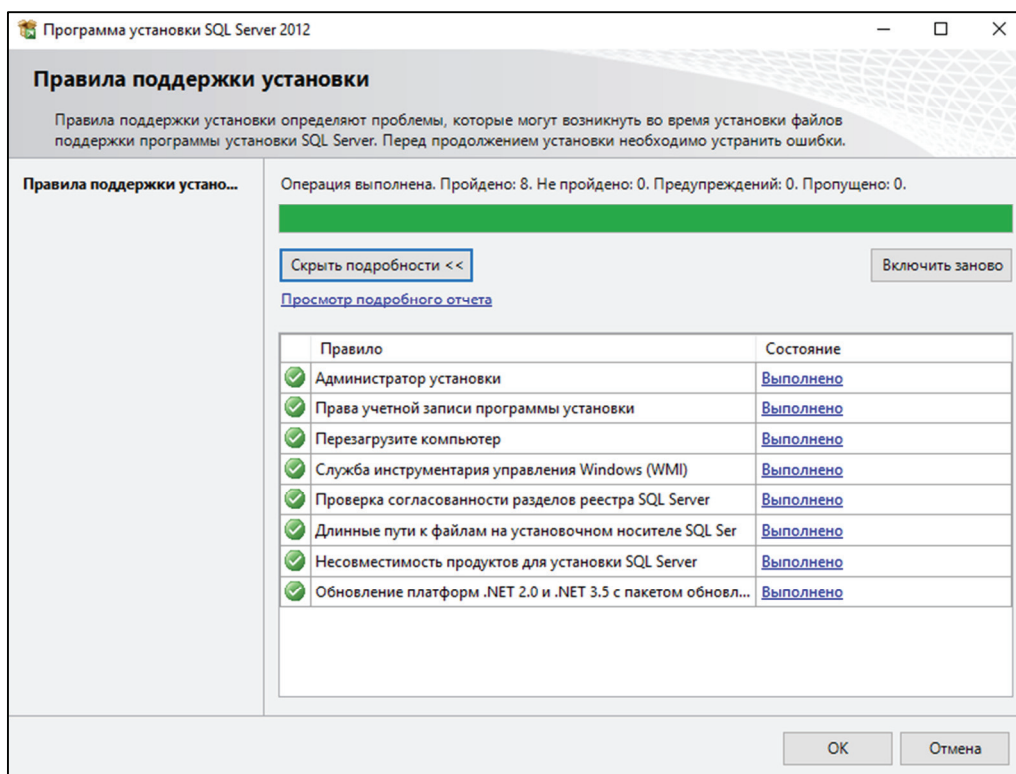 Программа установки SQL Server 2012
Правила поддержки установки
Правила поддержки установки определяют проблемы, которые могут возникнуть во время установки файлов
поддержки программы установки SQL Server. Перед продолжением установки необходимо устранить ошибки.
Правила поддержки устано...
Операция выполнена. Пройдено: 8. Не пройдено: 0. Предупреждений: 0. Пропущено: 0.
Скрыть подробности <<
Включить заново
Просмотр подробного отчета
Правило Состояние
Администратор установки Выполнено
Права учетной записи программы установки Выполнено
Перезагрузите компьютер Выполнено
Служба инструментария управления Windows (WMI) Выполнено
Проверка согласованности разделов реестра SQL Server Выполнено
Длинные пути к файлам на установочном носителе SQL Ser Выполнено
Несовместимость продуктов для установки SQL Server Выполнено
Обновление платформ .NET 2.0 и .NET 3.5 с пакетом обновл... Выполнено
OK Отмена